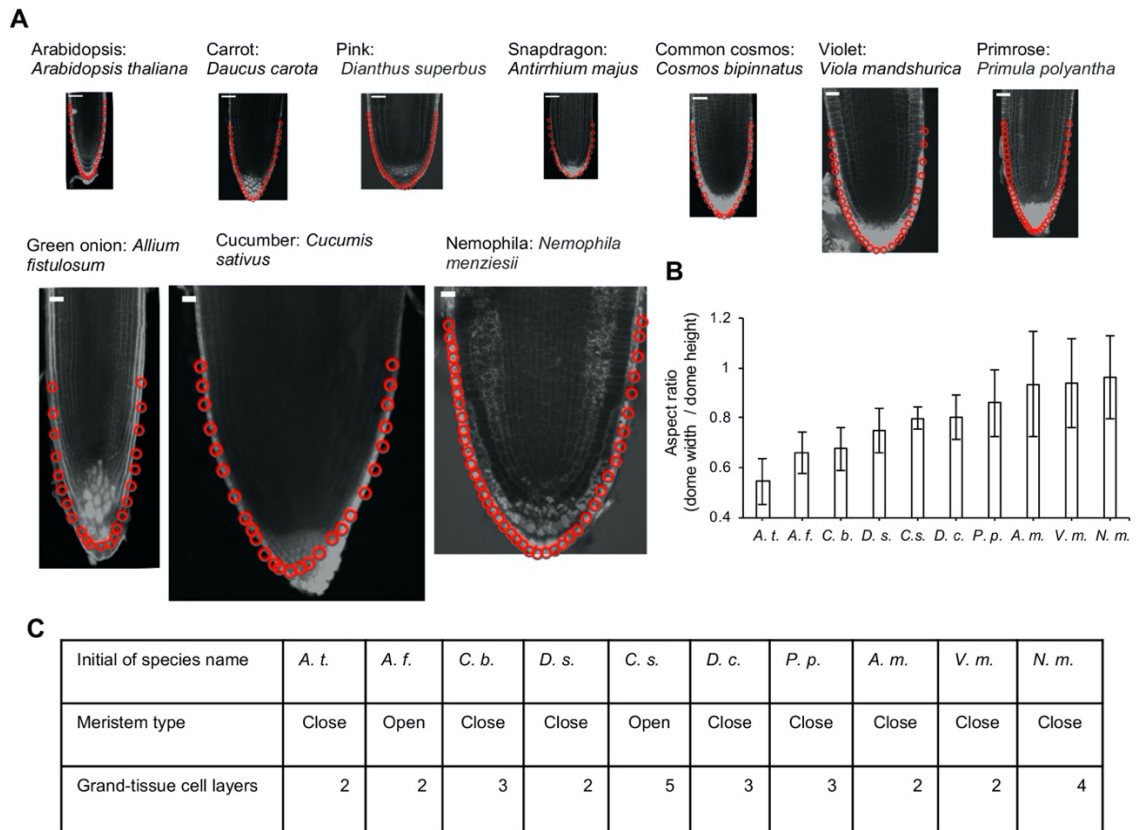 A
Arabidopsis:
Arabidopsis thaliana
Carrot:
Daucus carota
Pink:
Dianthus superbus
Snapdragon:
Antirrhium majus
Common cosmos:
Cosmos bipinnatus
Violet:
Viola mandshurica
Primrose:
Primula polyantha
Green onion: Allium
fistulosum
Cucumber: Cucumis
sativus
Nemophila: Nemophila
menziesii
B
Aspect ratio
(dome width / dome height)
1.2
1
0.8
0.6
0.4
A. t. A. f. C. b. D. s. C.s. D. c. P. p. A. m. V. m. N. m.
C
Initial of species name A. t. A. f. C. b. D. s. C. s. D. c. P. p. A. m. V. m. N. m.
Meristem type Close Open Close Close Open Close Close Close Close Close
Grand-tissue cell layers 2 2 3 2 5 3 3 2 2 4